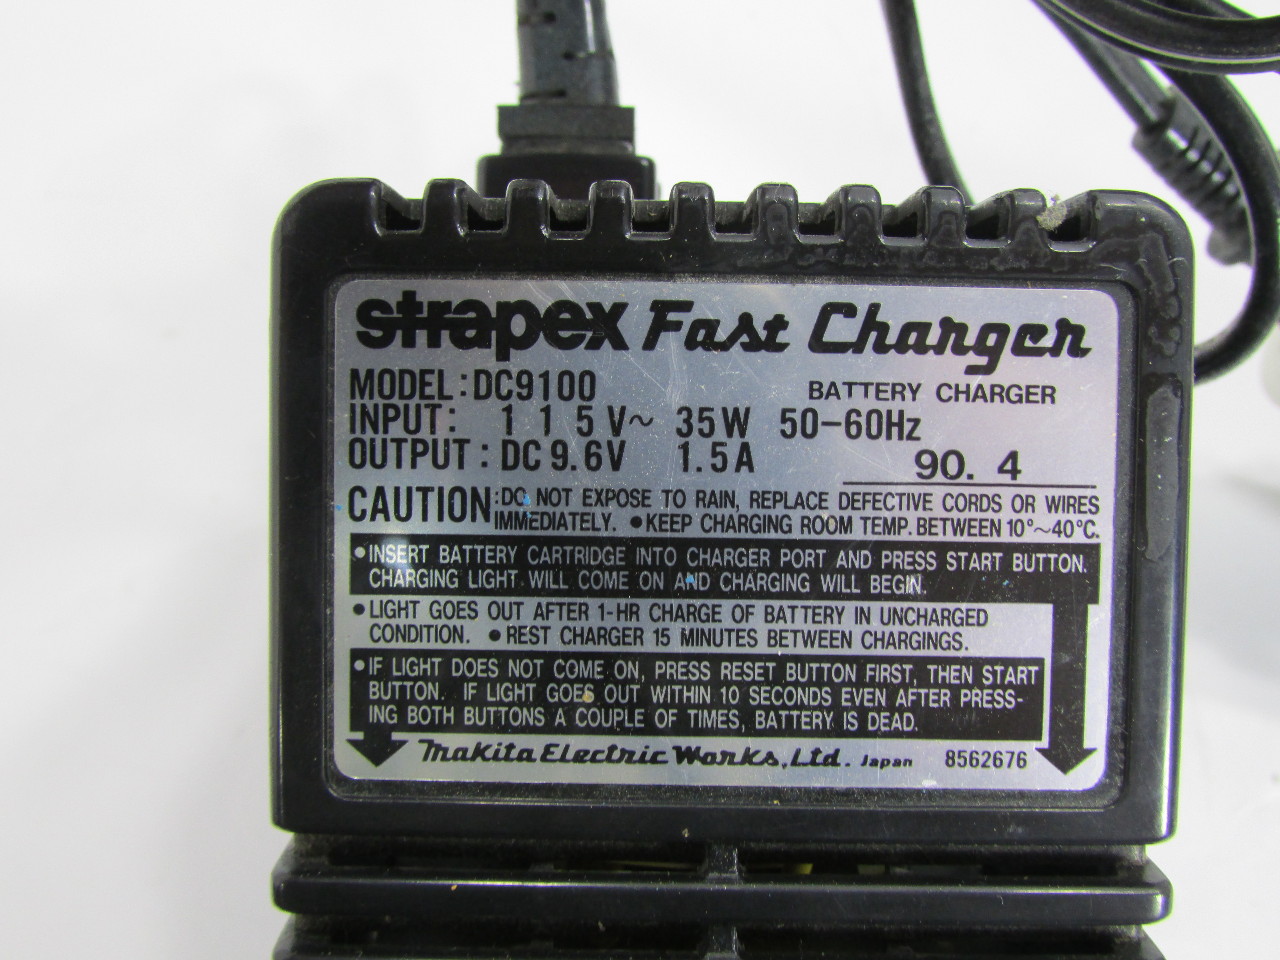 strapex Fast Charger
MODEL: DC9100 BATTERY CHARGER
INPUT: 115V~ 35W 50-60Hz
OUTPUT: DC 9.6V 1.5A 90. 4
CAUTION: DO NOT EXPOSE TO RAIN, REPLACE DEFECTIVE CORDS OR WIRES
IMMEDIATELY. ●KEEP CHARGING ROOM TEMP. BETWEEN 10°~40°C.
●INSERT BATTERY CARTRIDGE INTO CHARGER PORT AND PRESS START BUTTON.
CHARGING LIGHT WILL COME ON AND CHARGING WILL BEGIN.
●LIGHT GOES OUT AFTER 1-HR CHARGE OF BATTERY IN UNCHARGED
CONDITION. ●REST CHARGER 15 MINUTES BETWEEN CHARGINGS.
●IF LIGHT DOES NOT COME ON, PRESS RESET BUTTON FIRST, THEN START
BUTTON. IF LIGHT GOES OUT WITHIN 10 SECONDS EVEN AFTER PRESS-
ING BOTH BUTTONS A COUPLE OF TIMES, BATTERY IS DEAD.
Makita Electric Works, Ltd. Japan 8562676